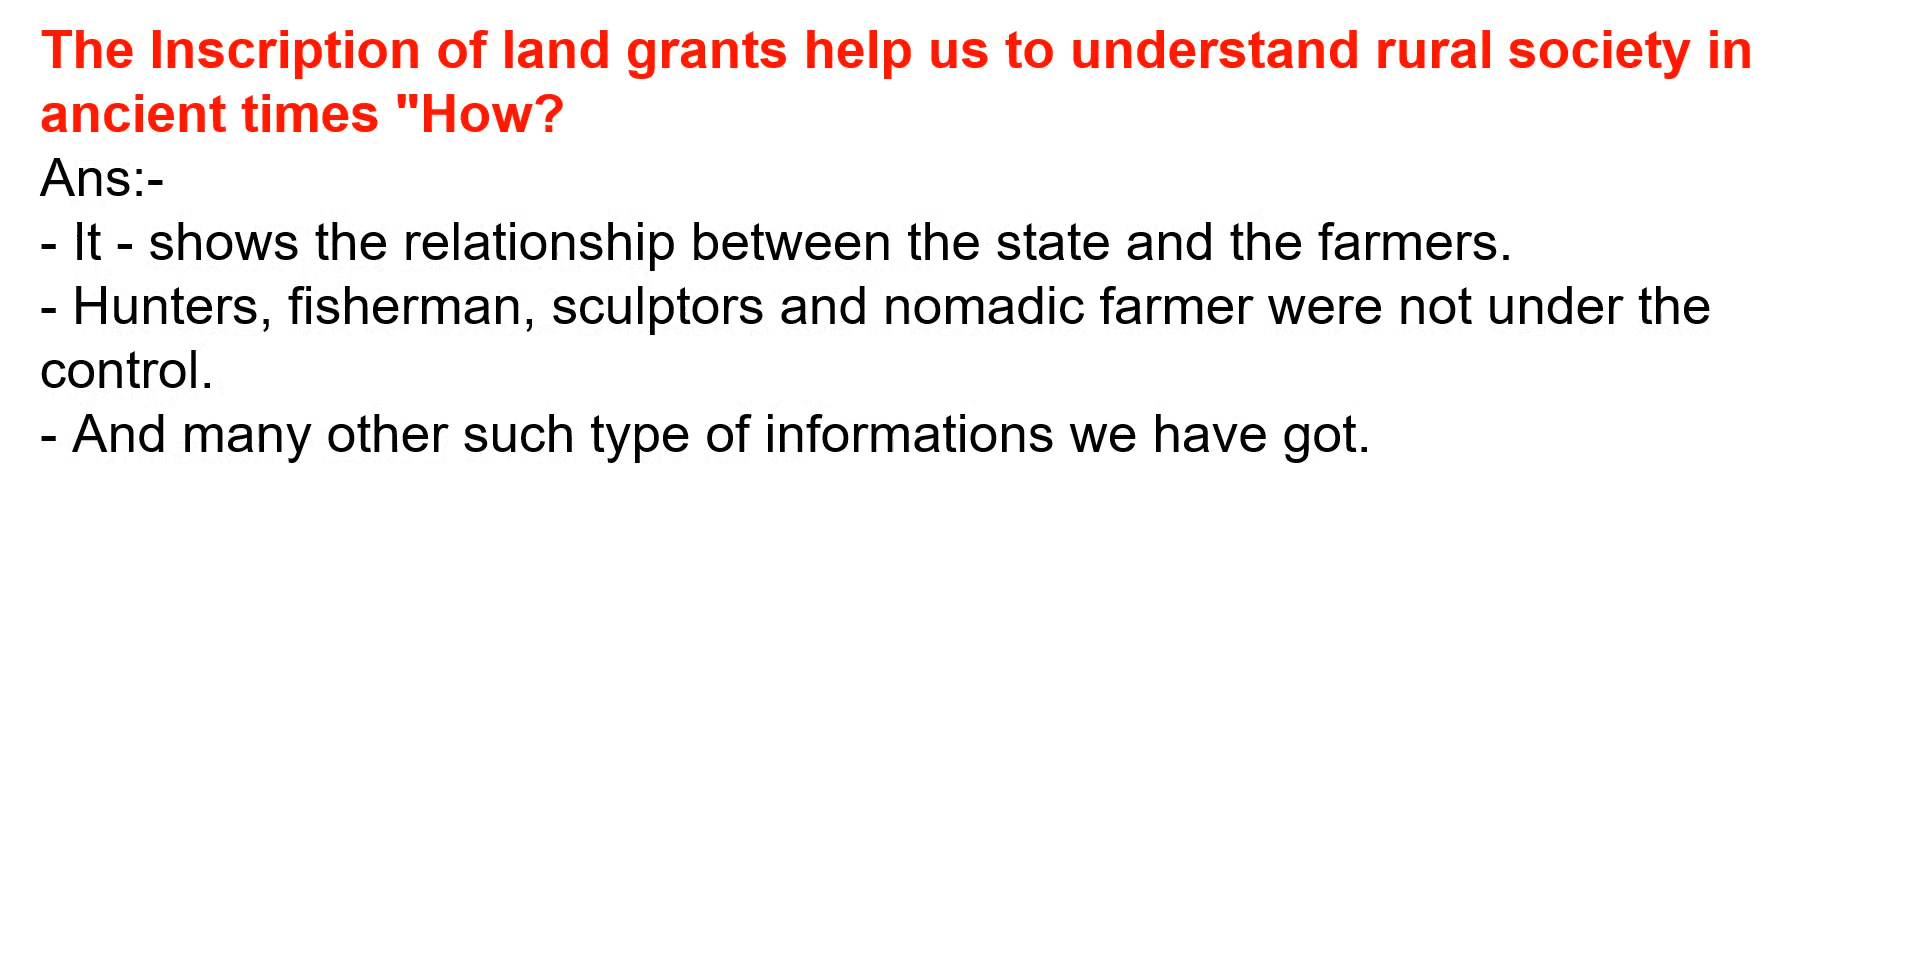 The Inscription of land grants help us to understand rural society in
ancient times "How?
Ans:-
- It - shows the relationship between the state and the farmers.
- Hunters, fisherman, sculptors and nomadic farmer were not under the
control.
- And many other such type of informations we have got.